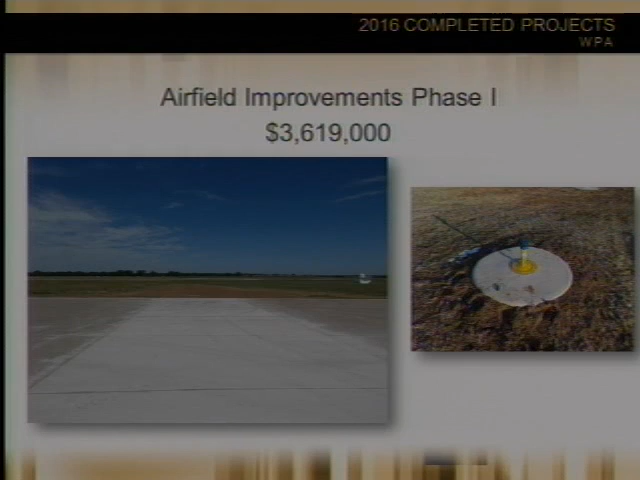 2016 COMPLETED PROJECTS
WPA
Airfield Improvements Phase I
$3,619,000